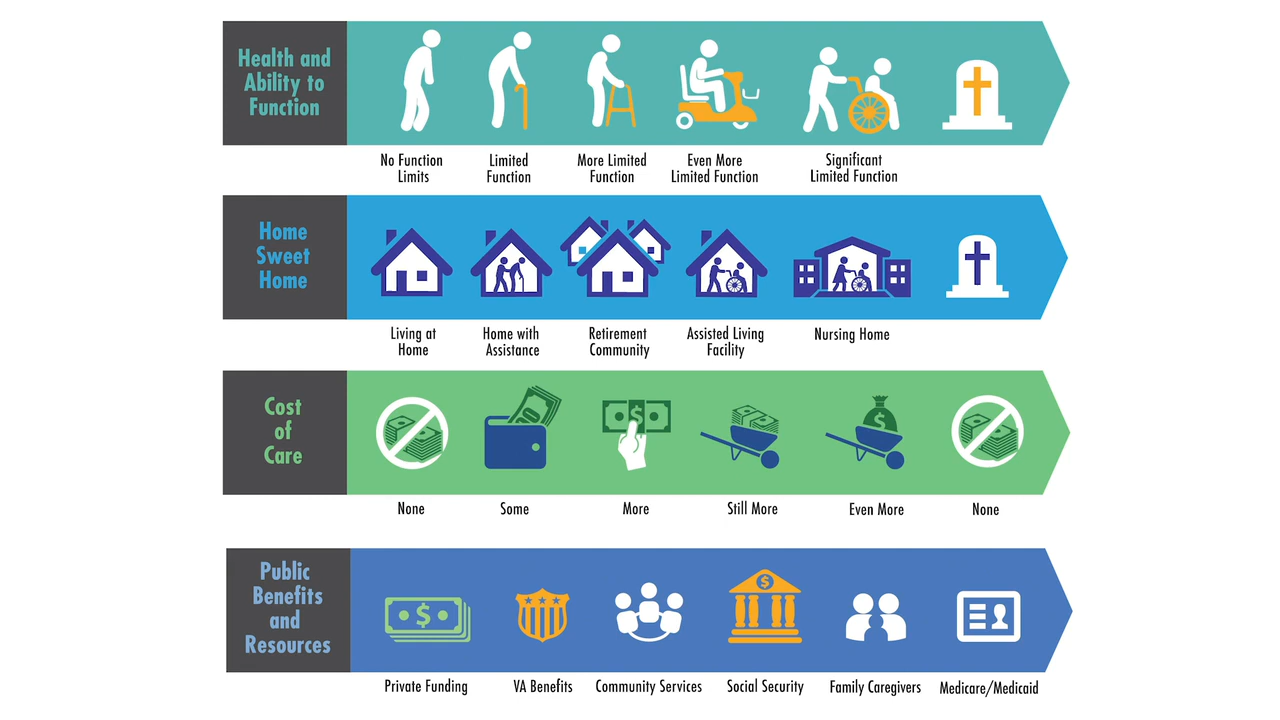 Health and
Ability to
Function
No Function
Limits
Limited
Function
More Limited
Function
Even More
Limited Function
Significant
Limited Function
Home
Sweet
Home
Living at
Home
Home with
Assistance
Retirement
Community
Assisted Living
Facility
Nursing Home
Cost
of
Care
None
Some
More
Still More
Even More
None
Public
Benefits
and
Resources
Private Funding
VA Benefits
Community Services
Social Security
Family Caregivers
Medicare/Medicaid